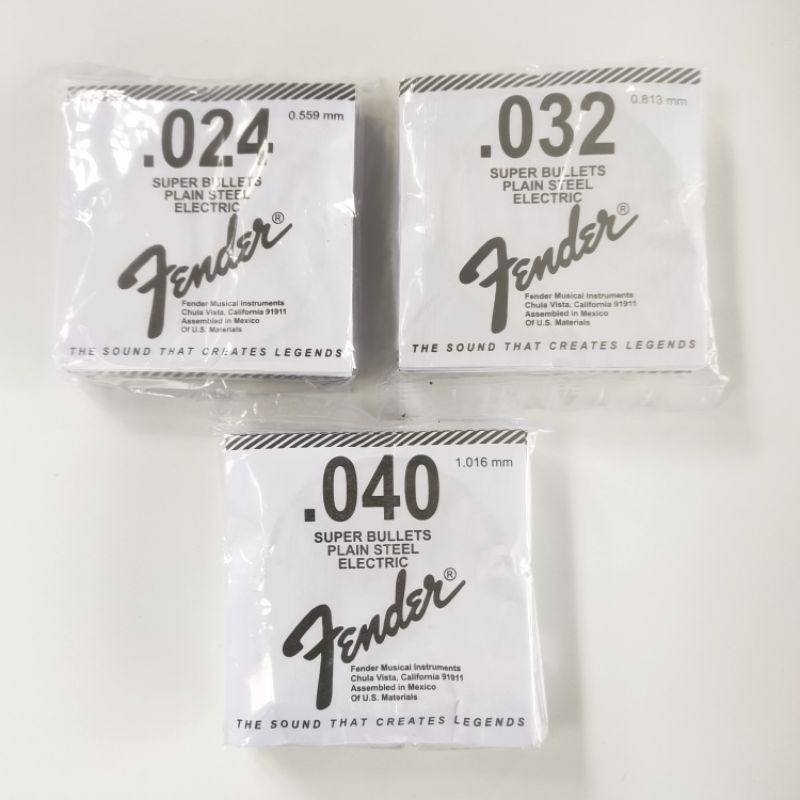 .024
0.559 mm
SUPER BULLETS
PLAIN STEEL
ELECTRIC
Fender®
Fender Musical Instruments
Chula Vista, California 91911
Assembled in Mexico
Of U.S. Materials
THE SOUND THAT CREATES LEGENDS
.032
0.813 mm
SUPER BULLETS
PLAIN STEEL
ELECTRIC
Fender®
Fender Musical Instruments
Chula Vista, California 91911
Assembled in Mexico
Of U.S. Materials
THE SOUND THAT CREATES LEGENDS
.040
1.016 mm
SUPER BULLETS
PLAIN STEEL
ELECTRIC
Fender®
Fender Musical Instruments
Chula Vista, California 91911
Assembled in Mexico
Of U.S. Materials
THE SOUND THAT CREATES LEGENDS